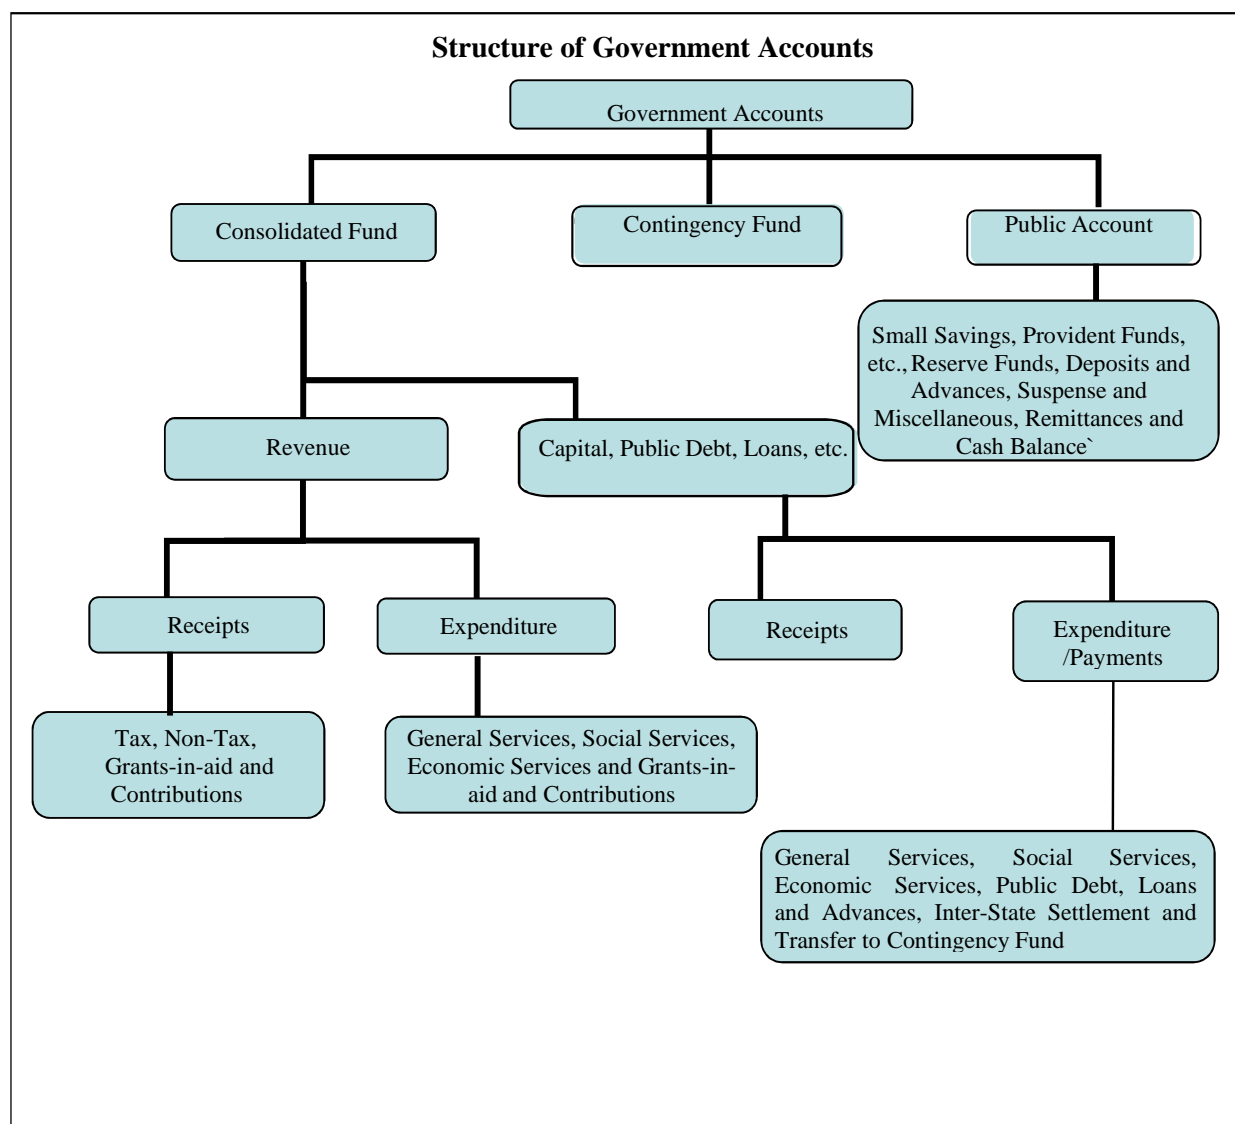 Structure of Government Accounts
Government Accounts
Consolidated Fund
Contingency Fund
Public Account
Small Savings, Provident Funds,
etc., Reserve Funds, Deposits and
Advances, Suspense and
Miscellaneous, Remittances and
Cash Balance`
Revenue
Capital, Public Debt, Loans, etc.
Receipts
Expenditure
Receipts
Expenditure
/Payments
Tax, Non-Tax,
Grants-in-aid and
Contributions
General Services, Social Services,
Economic Services and Grants-in-
aid and Contributions
General Services, Social Services,
Economic Services, Public Debt, Loans
and Advances, Inter-State Settlement and
Transfer to Contingency Fund